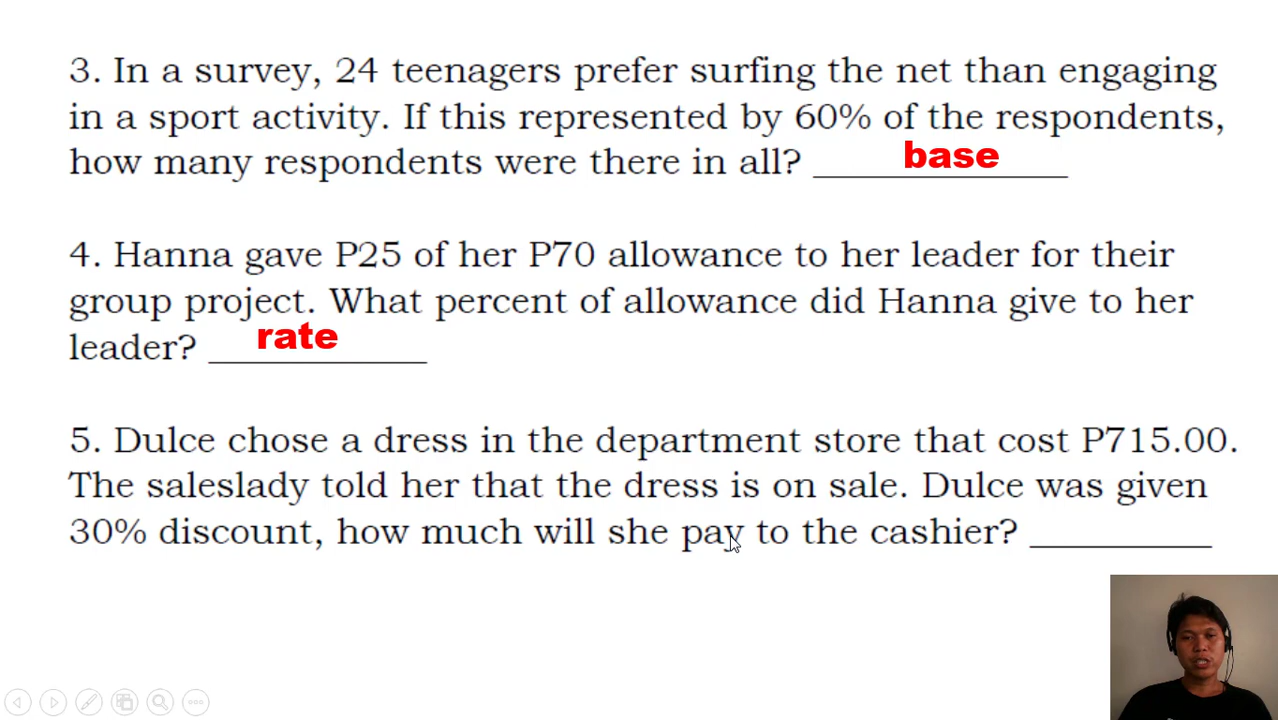 3. In a survey, 24 teenagers prefer surfing the net than engaging
in a sport activity. If this represented by 60% of the respondents,
how many respondents were there in all? base
4. Hanna gave P25 of her P70 allowance to her leader for their
group project. What percent of allowance did Hanna give to her
leader? rate
5. Dulce chose a dress in the department store that cost P715.00.
The saleslady told her that the dress is on sale. Dulce was given
30% discount, how much will she pay to the cashier?